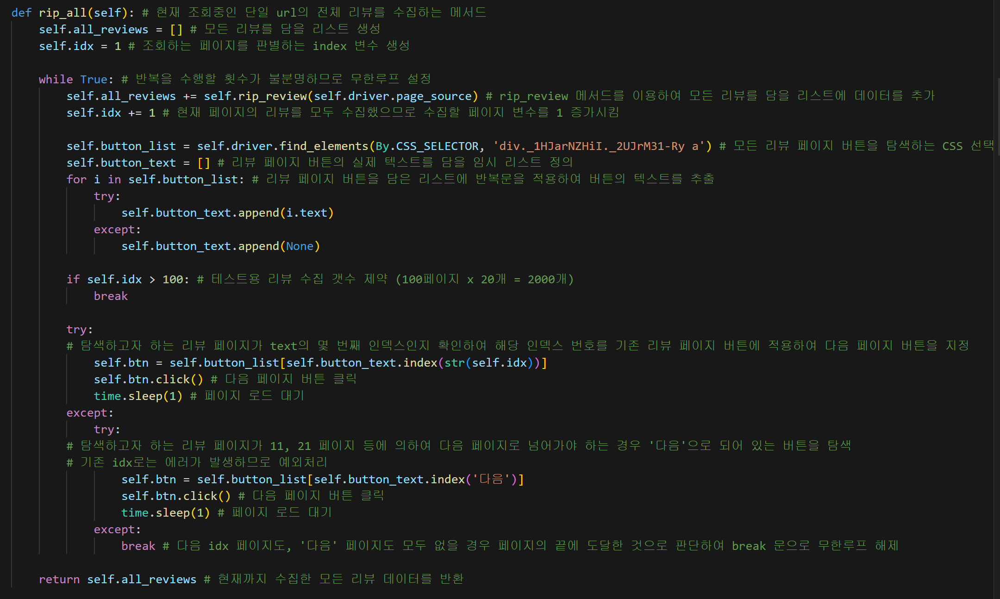 def rip_all(self): # 현재 조회중인 단일 url의 전체 리뷰를 수집하는 메서드
    self.all_reviews = [] # 모든 리뷰를 담을 리스트 생성
    self.idx = 1 # 조회하는 페이지를 판별하는 index 변수 생성
    while True: # 반복을 수행할 횟수가 불분명하므로 무한루프 설정
        self.all_reviews += self.rip_review(self.driver.page_source) # rip_review 메서드를 이용하여 모든 리뷰를 담을 리스트에 데이터를 추가
        self.idx += 1 # 현재 페이지의 리뷰를 모두 수집했으므로 수집할 페이지 변수를 1 증가시킴
        self.button_list = self.driver.find_elements(By.CSS_SELECTOR, 'div._1HJarNZHiI._2UJrM31-Ry a') # 모든 리뷰 페이지 버튼을 탐색하는 CSS 선택
        self.button_text = [] # 리뷰 페이지 버튼의 실제 텍스트를 담을 임시 리스트 정의
        for i in self.button_list: # 리뷰 페이지 버튼을 담은 리스트에 반복문을 적용하여 버튼의 텍스트를 추출
            try:
                self.button_text.append(i.text)
            except:
                self.button_text.append(None)
        if self.idx > 100: # 테스트용 리뷰 수집 갯수 제약 (100페이지 x 20개 = 2000개)
            break
        try:
        # 탐색하고자 하는 리뷰 페이지가 text의 몇 번째 인덱스인지 확인하여 해당 인덱스 번호를 기존 리뷰 페이지 버튼에 적용하여 다음 페이지 버튼을 지정
            self.btn = self.button_list[self.button_text.index(str(self.idx))]
            self.btn.click() # 다음 페이지 버튼 클릭
            time.sleep(1) # 페이지 로드 대기
        except:
            try:
        # 탐색하고자 하는 리뷰 페이지가 11, 21 페이지 등에 의하여 다음 페이지로 넘어가야 하는 경우 '다음'으로 되어 있는 버튼을 탐색
        # 기존 idx로는 에러가 발생하므로 예외처리
                self.btn = self.button_list[self.button_text.index('다음')]
                self.btn.click() # 다음 페이지 버튼 클릭
                time.sleep(1) # 페이지 로드 대기
            except:
                break # 다음 idx 페이지도, '다음' 페이지도 모두 없을 경우 페이지의 끝에 도달한 것으로 판단하여 break 문으로 무한루프 해제
    return self.all_reviews # 현재까지 수집한 모든 리뷰 데이터를 반환